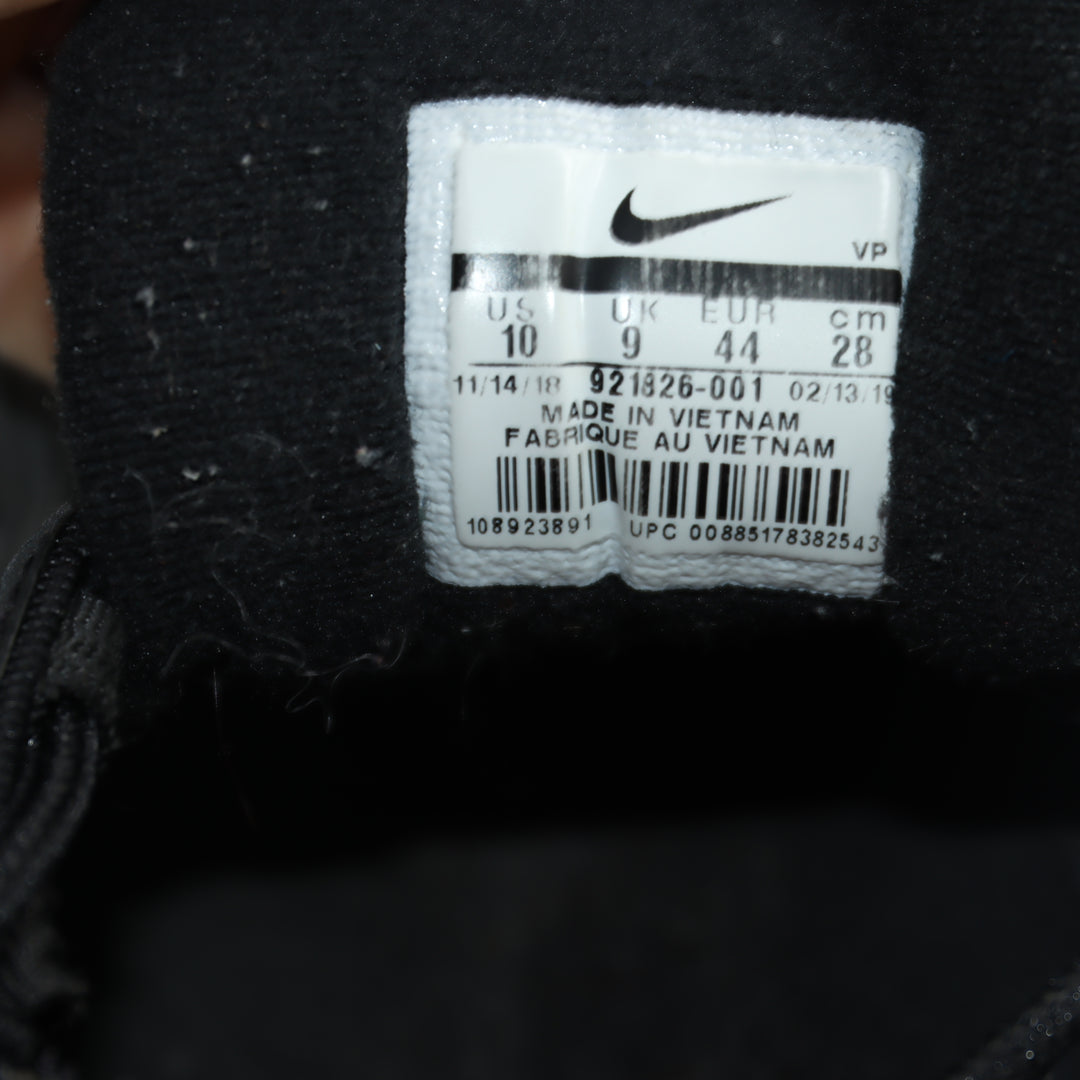 VP
US UK EUR cm
10 9 44 28
11/14/18 921826-001 02/13/19
MADE IN VIETNAM
FABRIQUE AU VIETNAM
108923891 UPC 00885178382543